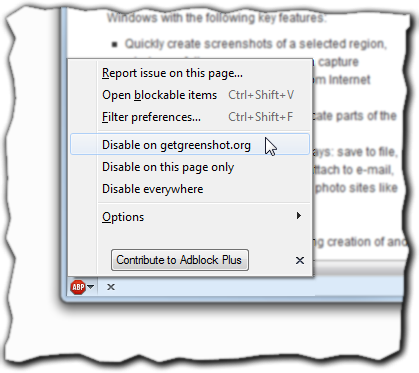 Windows with the following key features:
Quickly create screenshots of a selected region,
capture
om Internet
Report issue on this page...
Open blockable items Ctrl+Shift+V
Filter preferences... Ctrl+Shift+F
cate parts of the
Disable on getgreenshot.org
ays: save to file,
Disable on this page only
ttach to e-mail,
Disable everywhere
photo sites like
Options
ng creation of and
Contribute to Adblock Plus
ABP